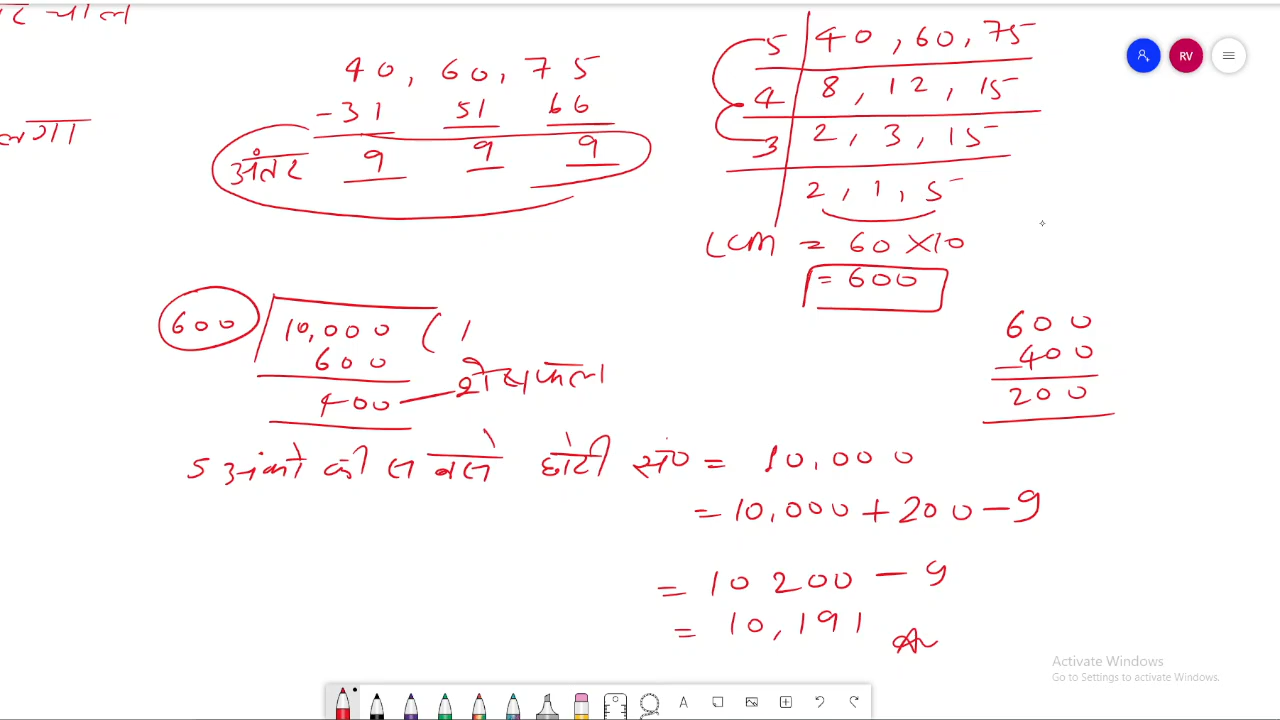 40, 60, 75
- 31 51 66
अंतर 9 9 9
5 | 40, 60, 75
4 | 8, 12, 15
3 | 2, 3, 15
2, 1, 5
LCM = 60 × 10
= 600
600 | 10,000 ( 1
600
400
600
- 400
200
5 अंको की सबसे छोटी सं० = 10,000
= 10,000 + 200 - 9
= 10200 - 9
= 10,191
RV
A
Activate Windows
Go to Settings to activate Windows.